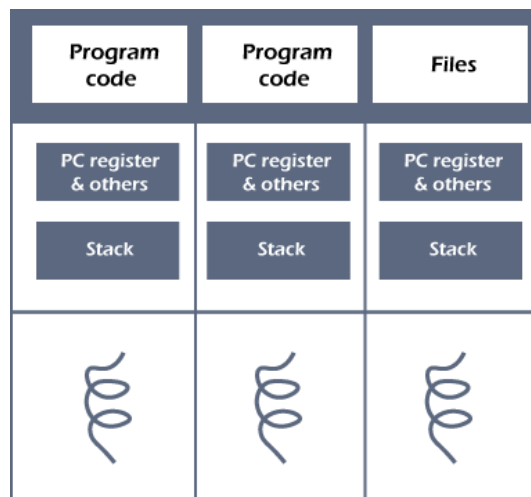 Program
code
Program
code
Files
PC register
& others
PC register
& others
PC register
& others
Stack
Stack
Stack